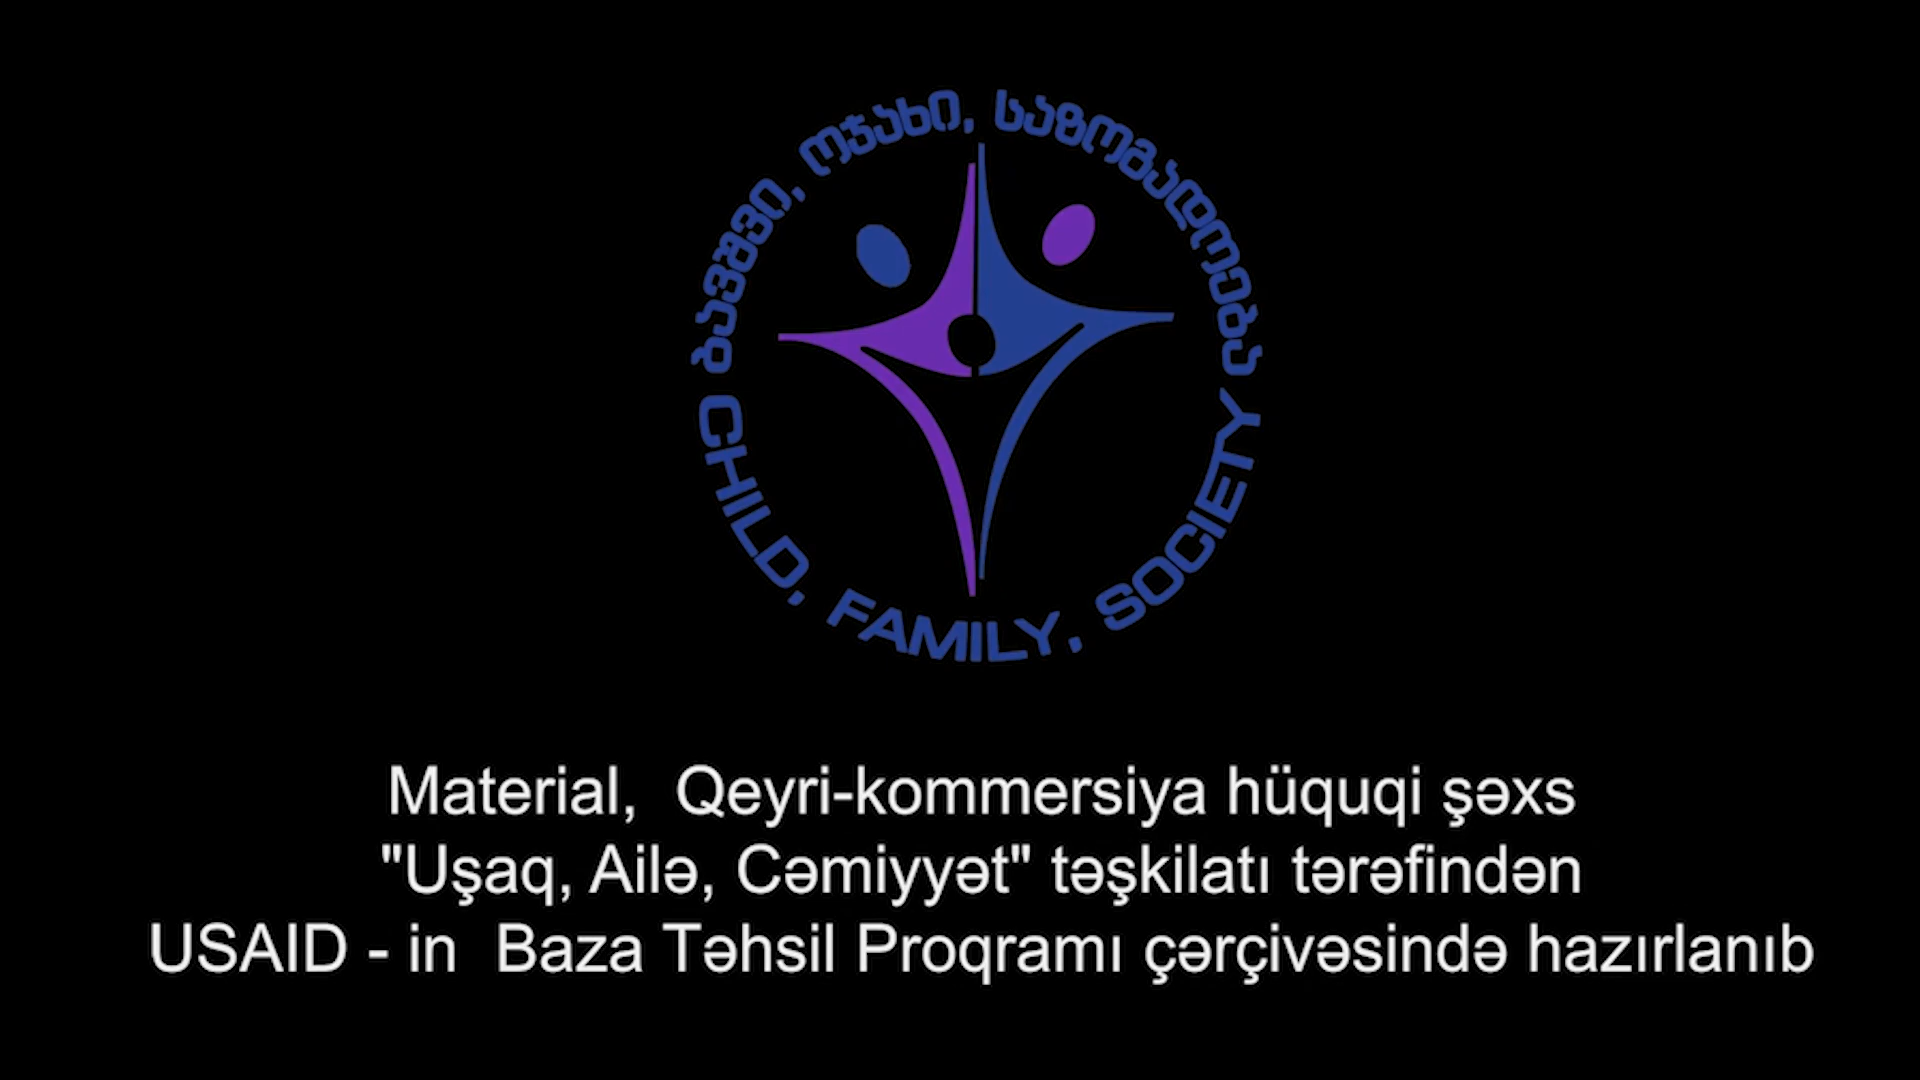 ბავშვი, ოჯახი, საზოგადოება
CHILD, FAMILY, SOCIETY
Material, Qeyri-kommersiya hüquqi şəxs
"Uşaq, Ailə, Cəmiyyət" təşkilatı tərəfindən
USAID - in Baza Təhsil Proqramı çərçivəsində hazırlanıb